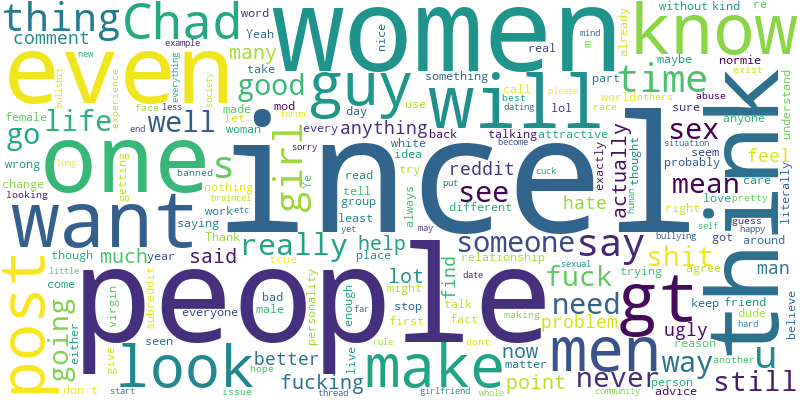 thing
Chad
women
know
word
Yeah
nice
real
mind
m
already
without
kind
re
comment
even
new
bullshit
example
everything
many
guy
will
time
maybe
normie
exist
take
good
something
part
less
society
experience
face
made
mod
call
lol
world
others
abuse
understand
female
go
life
let
day
use
best
dating
race
sure
anyone
well
woman
please
forum
end
every
anything
back
talking
attractive
sex
seem
wrong
one
s
girl
incel
think
sorry
white
idea
become
exactly
actually
thought
situation
probably
long
banned
braincel
Ye
read
try
reddit
see
cuck
hate
mean
feel
change
getting
nothing
tell
group
always
different
put
human
love
pretty
care
literally
looking
want
work
etc
least
yet
may
someone
say
right
self
guess
happy
saying
Thank
really
help
place
bullying
got
around
though
much
year
said
true
relationship
sexual
shit
agree
man
post
come
going
little
either
people
lot
find
date
fuck
trying
believe
virgin
subreddit
everyone
bad
male
personality
enough
might
stop
talk
need
gt
keep
friend
dude
hard
u
give
seen
far
first
fact
making
problem
ugly
reason
another
look
better
live
rule
dont
men
way
don t
issue
hope
fucking
make
now
matter
point
never
person
advice
still
start
thread
girlfriend
whole
community